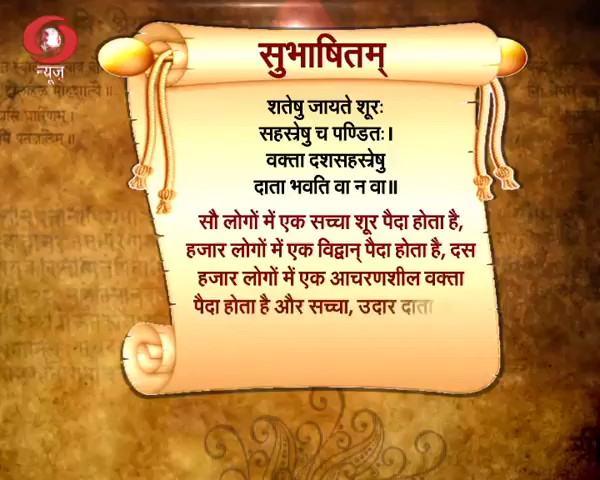 न्यूज़
सुभाषितम्
शतेषु जायते शूरः
सहस्त्रेषु च पण्डितः।
वक्ता दशसहस्त्रेषु
दाता भवति वा न वा॥
सौ लोगों में एक सच्चा शूर पैदा होता है,
हजार लोगों में एक विद्वान् पैदा होता है, दस
हजार लोगों में एक आचरणशील वक्ता
पैदा होता है और सच्चा, उदार दाता